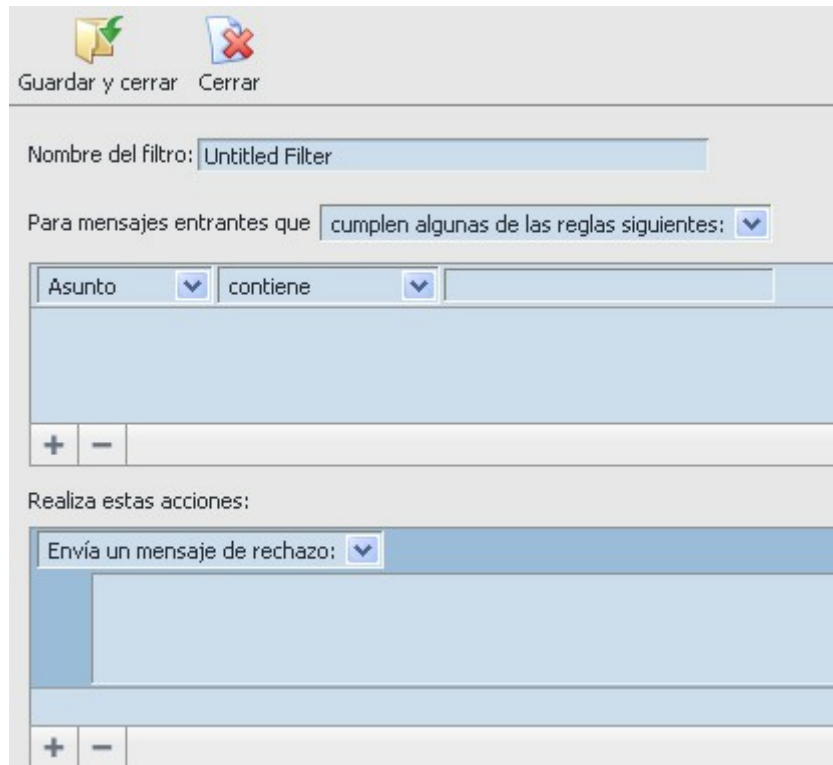 Guardar y cerrar Cerrar
Nombre del filtro: Untitled Filter
Para mensajes entrantes que cumplen algunas de las reglas siguientes:
Asunto contiene
Realiza estas acciones:
Envía un mensaje de rechazo: